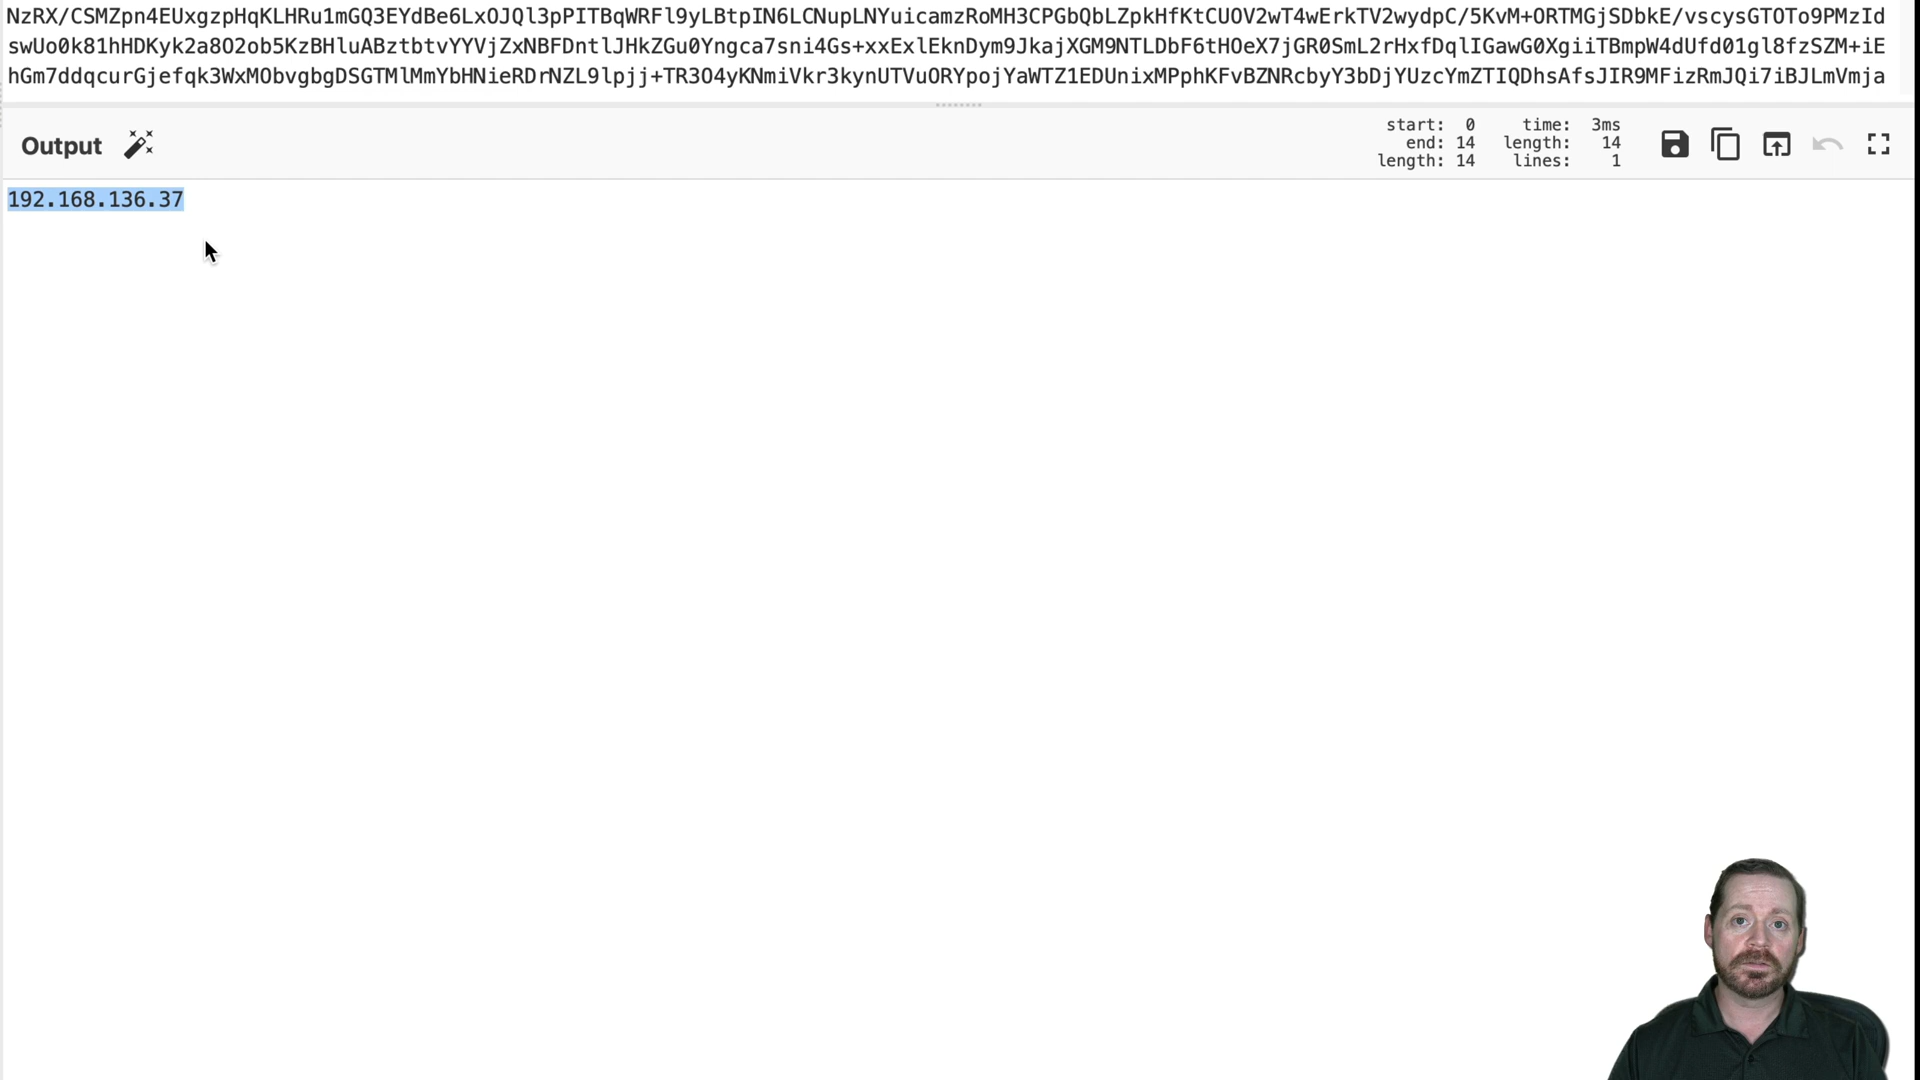 NzRX/CSMZpn4EUxgzpHqKLHRu1mGQ3EYdBe6LxOJQl3pPITBqWRFl9yLBtpIN6LCNupLNYuicamzRoMH3CPGbQbLZpkHfKtCUOV2wT4wErkTV2wydpC/5KvM+ORTMGjSDbkE/vscysGTOTo9PMzId
swUo0k81hHDKyk2a8O2ob5KzBHluABztbtvYYVjZxNBFDntlJHkZGu0Yngca7sni4Gs+xxExlEknDym9JkajXGM9NTLDbF6tHOeX7jGR0SmL2rHxfDqlIGawG0XgiiTBmpW4dUfd01gl8fzSZM+iE
hGm7ddqcurGjefqk3WxMObvgbgDSGTMlMmYbHNieRDrNZL9lpjj+TR3O4yKNmiVkr3kynUTVuORYpojYaWTZ1EDUnixMPphKFvBZNRcbyY3bDjYUzcYmZTIQDhsAfsJIR9MFizRmJQi7iBJLmVmja
Output
start: 0 time: 3ms
end: 14 length: 14
length: 14 lines: 1
192.168.136.37